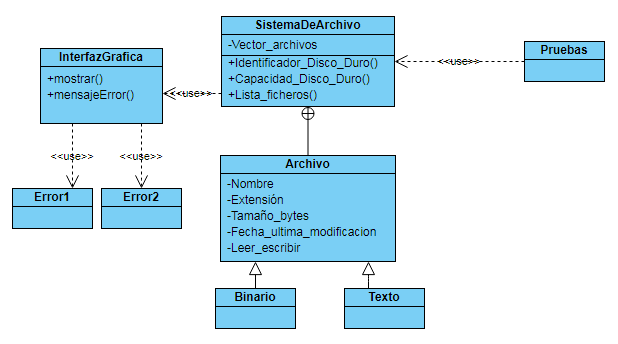 SistemaDeArchivo
-Vector_archivos
+Identificador_Disco_Duro()
+Capacidad_Disco_Duro()
+Lista_ficheros()
InterfazGrafica
+mostrar()
+mensajeError()
Pruebas
<<use>>
<<use>>
<<use>>
<<use>>
Error1
Error2
Archivo
-Nombre
-Extensión
-Tamaño_bytes
-Fecha_ultima_modificacion
-Leer_escribir
Binario
Texto